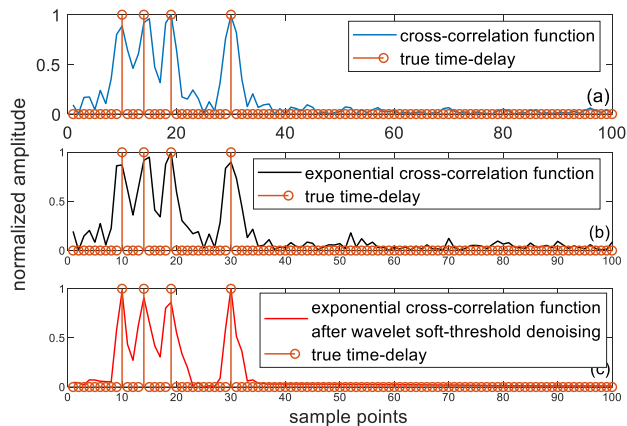 normalized amplitude
1
0.5
0
0 20 40 60 80 100
cross-correlation function
true time-delay
(a)
1
0.5
0
0 10 20 30 40 50 60 70 80 90 100
exponential cross-correlation function
true time-delay
(b)
1
0.5
0
0 10 20 30 40 50 60 70 80 90 100
exponential cross-correlation function
after wavelet soft-threshold denoising
true time-delay
(c)
sample points